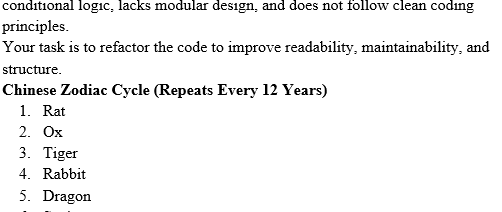 conditional logic, lacks modular design, and does not follow clean coding
principles.
Your task is to refactor the code to improve readability, maintainability, and
structure.
Chinese Zodiac Cycle (Repeats Every 12 Years)
1. Rat
2. Ox
3. Tiger
4. Rabbit
5. Dragon